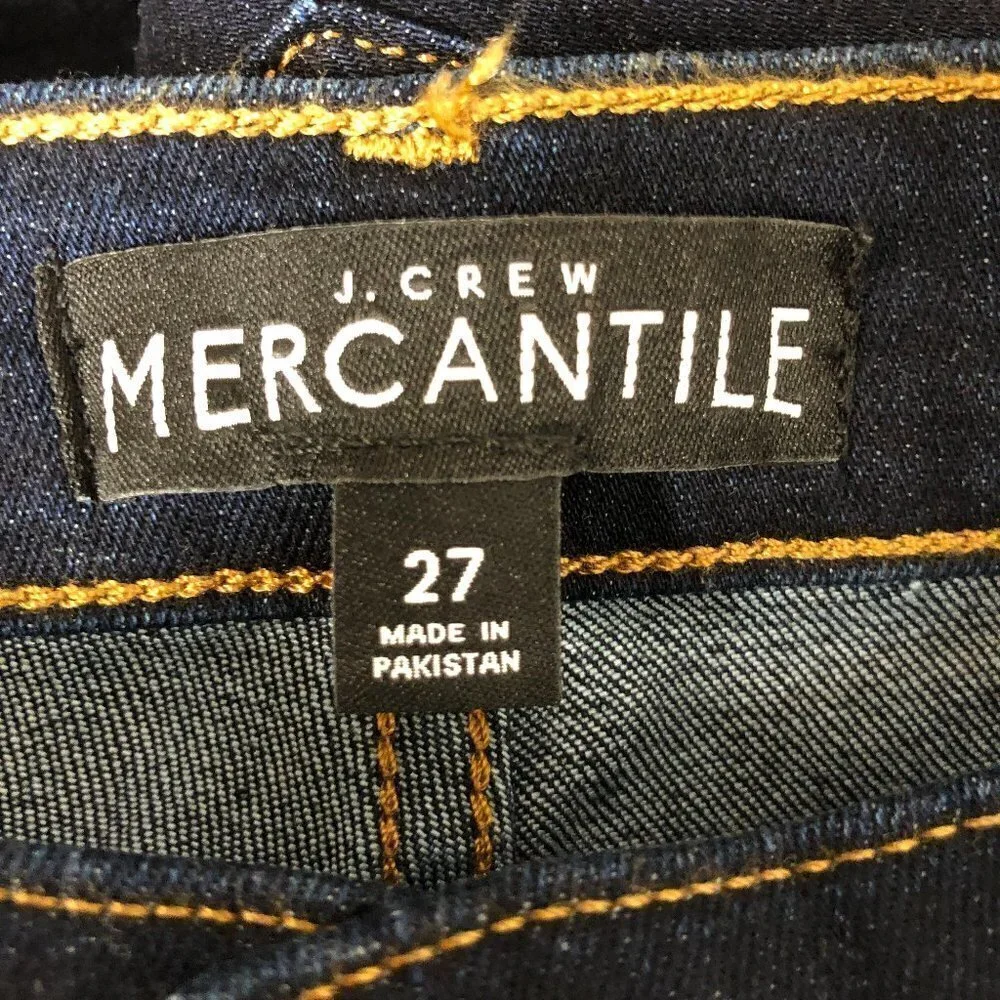 J. CREW
MERCANTILE
27
MADE IN
PAKISTAN